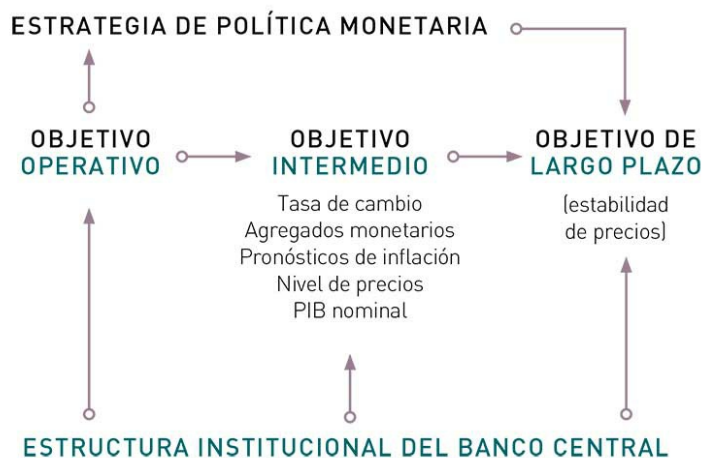 ESTRATEGIA DE POLÍTICA MONETARIA
OBJETIVO
OPERATIVO
OBJETIVO
INTERMEDIO
Tasa de cambio
Agregados monetarios
Pronósticos de inflación
Nivel de precios
PIB nominal
OBJETIVO DE
LARGO PLAZO
(estabilidad
de precios)
ESTRUCTURA INSTITUCIONAL DEL BANCO CENTRAL